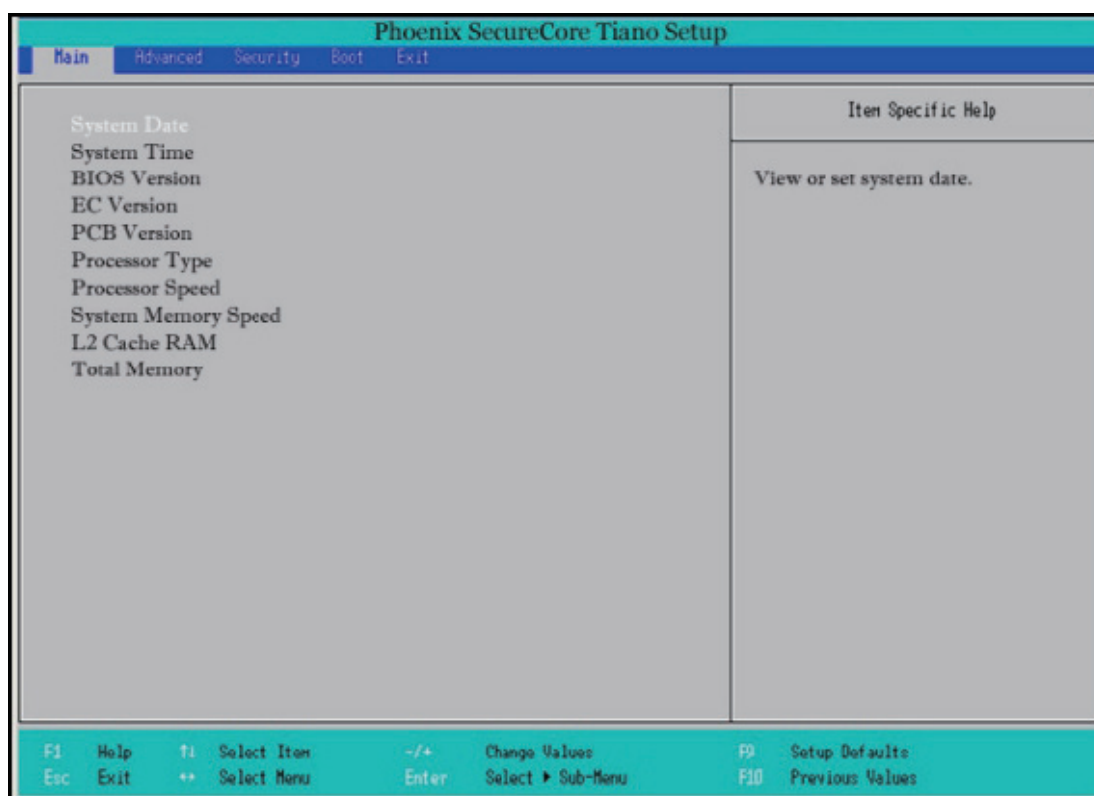 Phoenix SecureCore Tiano Setup
Main Advanced Security Boot Exit
System Date
System Time
BIOS Version
EC Version
PCB Version
Processor Type
Processor Speed
System Memory Speed
L2 Cache RAM
Total Memory
Item Specific Help
View or set system date.
F1 Help ↑↓ Select Item -/+ Change Values F9 Setup Defaults
Esc Exit ↔ Select Menu Enter Select ▶ Sub-Menu F10 Previous Values